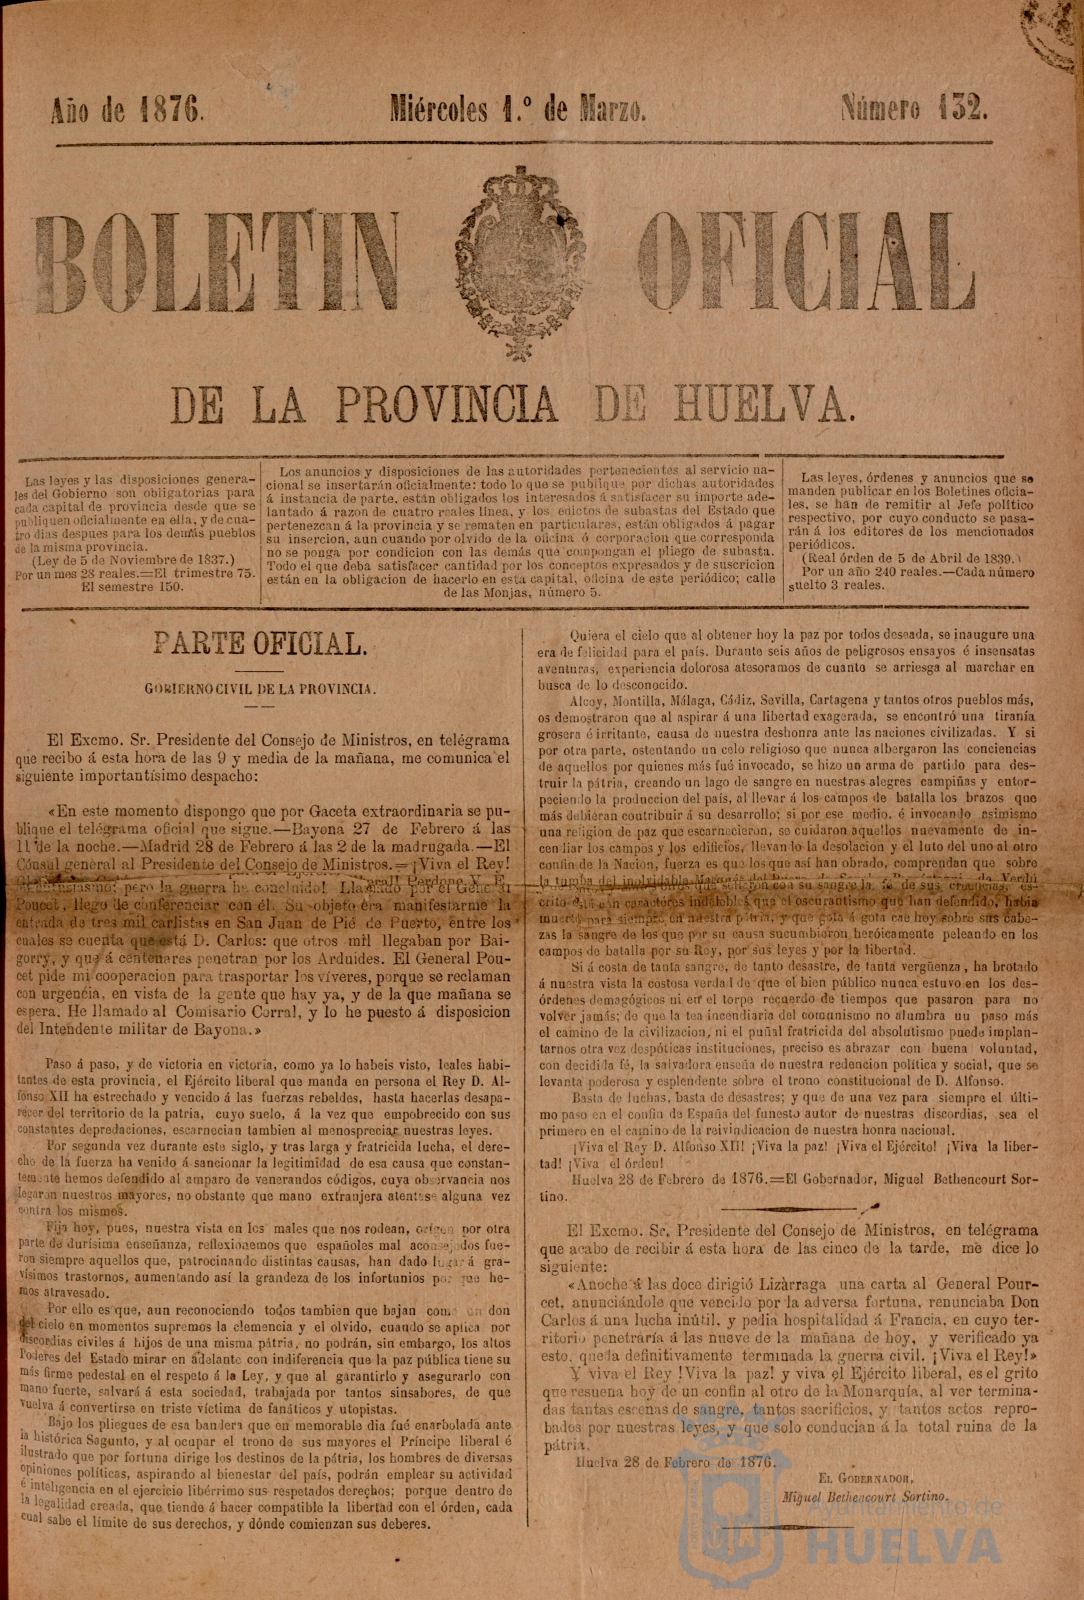 Año de 1876.
Miércoles 1.º de Marzo.
Número 132.
BOLETIN OFICIAL
DE LA PROVINCIA DE HUELVA.
Las leyes y las disposiciones genera-
les del Gobierno son obligatorias para
cada capital de provincia desde que se
publiquen oficialmente en ella, y de cua-
tro dias despues para los demás pueblos
de la misma provincia.
(Ley de 5 de Noviembre de 1837.)
Por un mes 28 reales.=El trimestre 75.
El semestre 150.
Los anuncios y disposiciones de las autoridades pertenecientes al servicio na-
cional se insertarán oficialmente: todo lo que se publique por dichas autoridades
á instancia de parte, están obligados los interesados á satisfacer su importe ade-
lantado á razon de cuatro reales línea, y los edictos de subastas del Estado que
pertenezcan á la provincia y se rematen en particulares, están obligados á pagar
su insercion, aun cuando por olvido de la oficina ó corporacion que corresponda
no se ponga por condicion con las demás que compongan el pliego de subasta.
Todo el que deba satisfacer cantidad por los conceptos expresados y de suscricion
están en la obligacion de hacerlo en esta capital, oficina de este periódico; calle
de las Monjas, número 5.
Las leyes, órdenes y anuncios que se
manden publicar en los Boletines oficia-
les, se han de remitir al Jefe político
respectivo, por cuyo conducto se pasa-
rán á los editores de los mencionados
periódicos.
(Real órden de 5 de Abril de 1839.)
Por un año 240 reales.—Cada número
suelto 3 reales.
PARTE OFICIAL.
GOBIERNO CIVIL DE LA PROVINCIA.
El Excmo. Sr. Presidente del Consejo de Ministros, en telégrama
que recibo á esta hora de las 9 y media de la mañana, me comunica el
siguiente importantísimo despacho:
«En este momento dispongo que por Gaceta extraordinaria se pu-
blique el telégrama oficial que sigue.—Bayona 27 de Febrero á las
11 de la noche.—Madrid 28 de Febrero á las 2 de la madrugada.—El
Cónsul general al Presidente del Consejo de Ministros.=¡Viva el Rey!
Perdone V. E.
entusiasmo; pero la guerra ha concluido! Llamado por el General
Poucet, llego de conferenciar con él. Su objeto era manifestarme la
entrada de tres mil carlistas en San Juan de Pié de Puerto, entre los
cuales se cuenta que está D. Carlos: que otros mil llegaban por Bai-
gorry, y que á centenares penetran por los Arduides. El General Pou-
cet pide mi cooperacion para trasportar los víveres, porque se reclaman
con urgencia, en vista de la gente que hay ya, y de la que mañana se
espera. He llamado al Comisario Corral, y lo he puesto á disposicion
del Intendente militar de Bayona.»
Paso á paso, y de victoria en victoria, como ya lo habeis visto, leales habi-
tantes de esta provincia, el Ejército liberal que manda en persona el Rey D. Al-
fonso XII ha estrechado y vencido á las fuerzas rebeldes, hasta hacerlas desapa-
recer del territorio de la patria, cuyo suelo, á la vez que empobrecido con sus
constantes depredaciones, escarnecian tambien al menospreciar nuestras leyes.
Por segunda vez durante este siglo, y tras larga y fratricida lucha, el dere-
cho de la fuerza ha venido á sancionar la legitimidad de esa causa que constan-
temente hemos defendido al amparo de venerandos códigos, cuya observancia nos
legaron nuestros mayores, no obstante que mano extranjera atentase alguna vez
contra los mismos.
Fija hoy, pues, nuestra vista en los males que nos rodean, origen por otra
parte de durísima enseñanza, reflexionemos que españoles mal aconsejados fue-
ron siempre aquellos que, patrocinando distintas causas, han dado lugar á gra-
vísimos trastornos, aumentando así la grandeza de los infortunios por que he-
mos atravesado.
Por ello es que, aun reconociendo todos tambien que bajan como un don
del cielo en momentos supremos la clemencia y el olvido, cuando se aplica por
discordias civiles á hijos de una misma pátria, no podrán, sin embargo, los altos
Poderes del Estado mirar en adelante con indiferencia que la paz pública tiene su
más firme pedestal en el respeto á la Ley, y que al garantirlo y asegurarlo con
mano fuerte, salvará á esta sociedad, trabajada por tantos sinsabores, de que
vuelva á convertirse en triste víctima de fanáticos y utopistas.
Bajo los pliegues de esa bandera que en memorable dia fué enarbolada ante
la histórica Sagunto, y al ocupar el trono de sus mayores el Príncipe liberal é
ilustrado que por fortuna dirige los destinos de la pátria, los hombres de diversas
opiniones políticas, aspirando al bienestar del país, podrán emplear su actividad
é inteligencia en el ejercicio libérrimo sus respetados derechos; porque dentro de
la legalidad creada, que tiende á hacer compatible la libertad con el órden, cada
cual sabe el límite de sus derechos, y dónde comienzan sus deberes.
Quiera el cielo que al obtener hoy la paz por todos deseada, se inaugure una
era de felicidad para el país. Durante seis años de peligrosos ensayos é insensatas
aventuras, experiencia dolorosa atesoramos de cuanto se arriesga al marchar en
busca de lo desconocido.
Alcoy, Montilla, Málaga, Cádiz, Sevilla, Cartagena y tantos otros pueblos más,
os demostraron que al aspirar á una libertad exagerada, se encontró una tiranía
grosera é irritante, causa de nuestra deshonra ante las naciones civilizadas. Y si
por otra parte, ostentando un celo religioso que nunca albergaron las conciencias
de aquellos por quienes más fué invocado, se hizo un arma de partido para des-
truir la pátria, creando un lago de sangre en nuestras alegres campiñas y entor-
peciendo la produccion del país, al llevar á los campos de batalla los brazos que
más debieran coutribuir á su desarrollo; si por ese medio, é invocando asimismo
una religion de paz que escarnecieron, se cuidaron aquellos nuevamente de in-
cendiar los campos y los edificios, llevando la desolacion y el luto del uno al otro
confin de la Nacion, fuerza es que los que así han obrado, comprendan que sobre
la tumba del inolvidable Marqués del Duero
que sellaron con su sangre la fé de sus creencias, es-
crito está con caractéres indelebles que el oscurantismo que han defendido, habia
muerto para siempre en nuestra pátria, y que gota á gota cae hoy sobre sus cabe-
zas la sangre de los que por su causa sucumbieron heróicamente peleando en los
campos de batalla por su Rey, por sus leyes y por la libertad.
Si á costa de tanta sangre, de tanto desastre, de tanta vergüenza, ha brotado
á nuestra vista la costosa verdad de que el bien público nunca estuvo en los des-
órdenes demagógicos ni en el torpe recuerdo de tiempos que pasaron para no
volver jamás; de que la tea incendiaria del comunismo no alumbra un paso más
el camino de la civilizacion, ni el puñal fratricida del absolutismo puede implan-
tarnos otra vez despóticas instituciones, preciso es abrazar con buena voluntad,
con decidida fé, la salvadora enseña de nuestra redencion política y social, que se
levanta poderosa y esplendente sobre el trono constitucional de D. Alfonso.
Basta de luchas, basta de desastres; y que de una vez para siempre el últi-
mo paso en el confin de España del funesto autor de nuestras discordias, sea el
primero en el camino de la reivindicacion de nuestra honra nacional.
¡Viva el Rey D. Alfonso XII! ¡Viva la paz! ¡Viva el Ejército! ¡Viva la liber-
tad! ¡Viva el órden!
Huelva 28 de Febrero de 1876.=El Gobernador, Miguel Bethencourt Sor-
tino.
El Excmo. Sr. Presidente del Consejo de Ministros, en telégrama
que acabo de recibir á esta hora de las cinco de la tarde, me dice lo
siguiente:
«Anoche á las doce dirigió Lizàrraga una carta al General Pour-
cet, anunciándole que vencido por la adversa fortuna, renunciaba Don
Carlos á una lucha inútil, y pedia hospitalidad á Francia, en cuyo ter-
ritorio penetraría á las nueve de la mañana de hoy, y verificado ya
esto, queda definitivamente terminada la guerra civil. ¡Viva el Rey!»
Y viva el Rey ! Viva la paz! y viva el Ejército liberal, es el grito
que resuena hoy de un confin al otro de la Monarquía, al ver termina-
das tantas escenas de sangre, tantos sacrificios, y tantos actos repro-
bados por nuestras leyes, y que solo conducian á la total ruina de la
pátria.
Huelva 28 de Febrero de 1876.
EL GOBERNADOR,
Miguel Bethencourt Sortino.
Ayuntamiento de
HUELVA